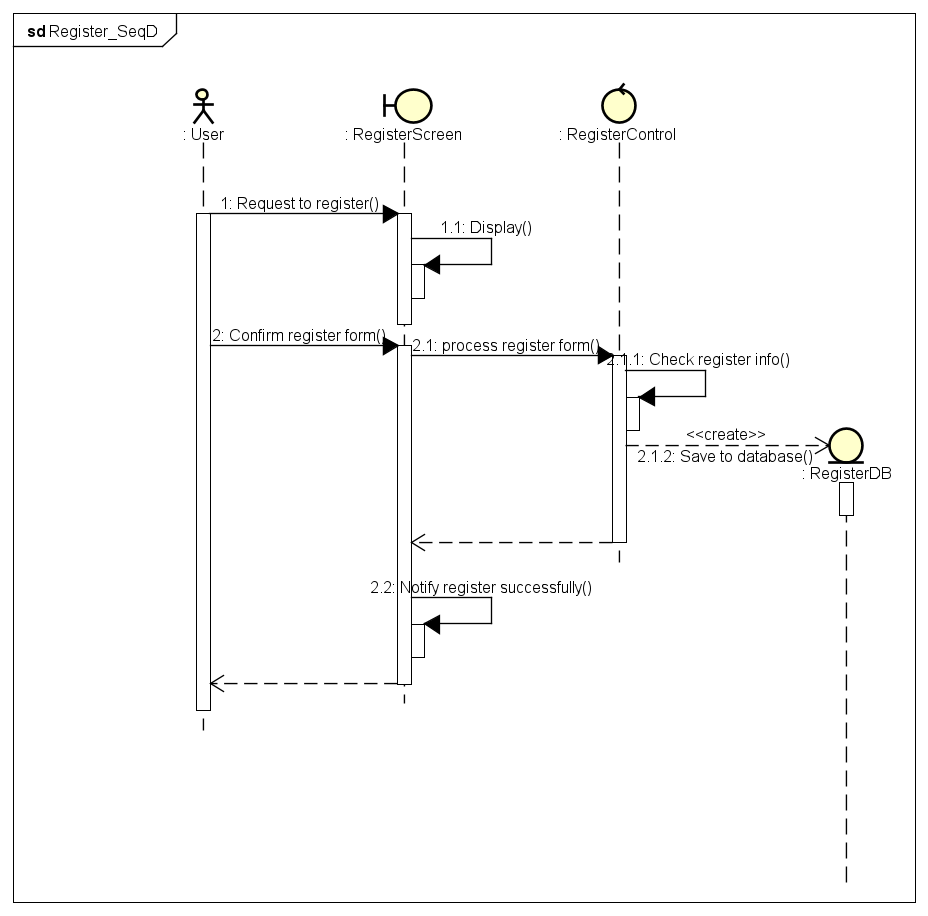 sd Register_SeqD
: User
: RegisterScreen
: RegisterControl
1: Request to register()
1.1: Display()
2: Confirm register form()
2.1: process register form()
2.1.1: Check register info()
<<create>>
2.1.2: Save to database()
: RegisterDB
2.2: Notify register successfully()